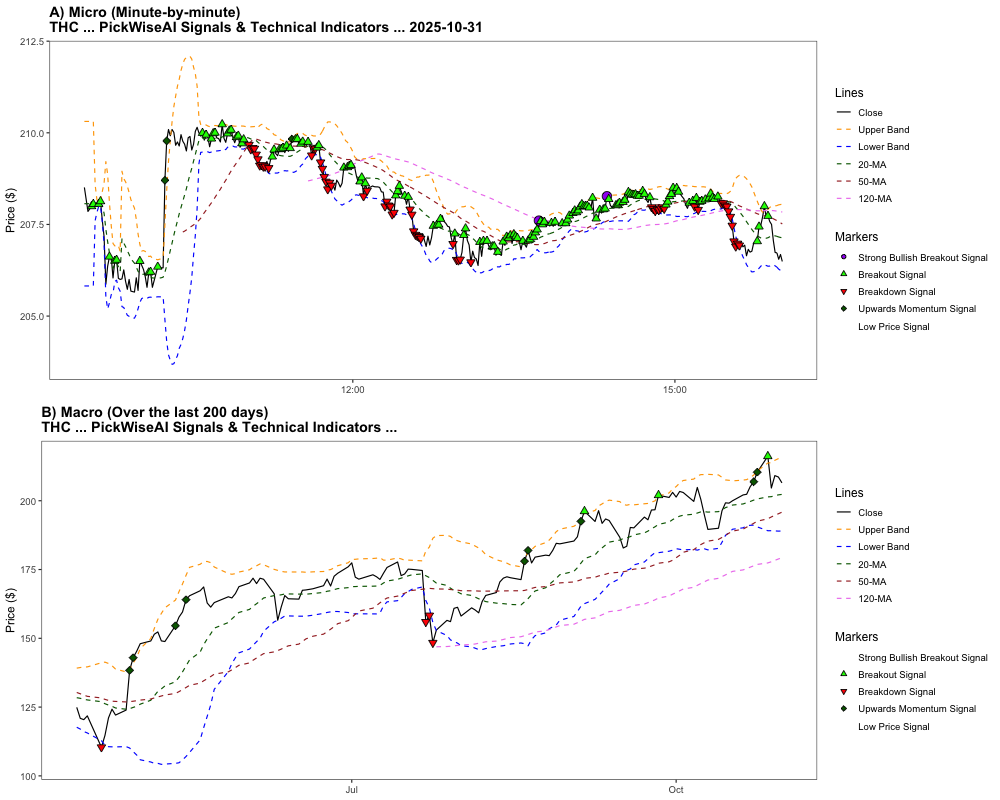 A) Micro (Minute-by-minute)
THC ... PickWiseAI Signals & Technical Indicators ... 2025-10-31
212.5
210.0
207.5
205.0
Price ($)
12:00
15:00
Lines
Close
Upper Band
Lower Band
20-MA
50-MA
120-MA
Markers
Strong Bullish Breakout Signal
Breakout Signal
Breakdown Signal
Upwards Momentum Signal
Low Price Signal
B) Macro (Over the last 200 days)
THC ... PickWiseAI Signals & Technical Indicators ...
200
175
150
125
100
Price ($)
Jul
Oct
Lines
Close
Upper Band
Lower Band
20-MA
50-MA
120-MA
Markers
Strong Bullish Breakout Signal
Breakout Signal
Breakdown Signal
Upwards Momentum Signal
Low Price Signal